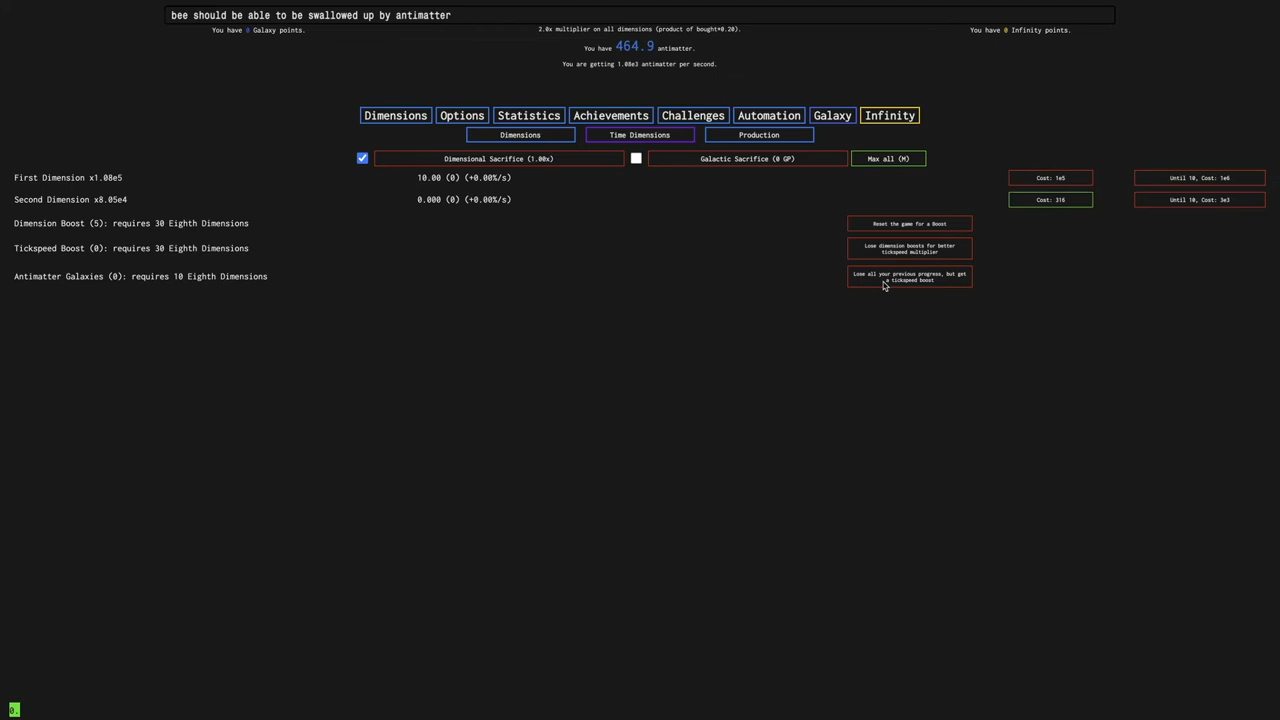 bee should be able to be swallowed up by antimatter
You have 0 Galaxy points.
2.0x multiplier on all dimensions (product of bought*0.20).
You have 0 Infinity points.
You have 464.9 antimatter.
You are getting 1.08e3 antimatter per second.
Dimensions Options Statistics Achievements Challenges Automation Galaxy Infinity
Dimensions Time Dimensions Production
Dimensional Sacrifice (1.00x) Galactic Sacrifice (0 GP) Max all (M)
First Dimension x1.08e5 10.00 (0) (+0.00%/s) Cost: 1e5 Until 10, Cost: 1e6
Second Dimension x8.05e4 0.000 (0) (+0.00%/s) Cost: 316 Until 10, Cost: 3e3
Dimension Boost (5): requires 30 Eighth Dimensions Reset the game for a Boost
Tickspeed Boost (0): requires 30 Eighth Dimensions Lose dimension boosts for better
tickspeed multiplier
Antimatter Galaxies (0): requires 10 Eighth Dimensions Lose all your previous progress, but get
a tickspeed boost
0.